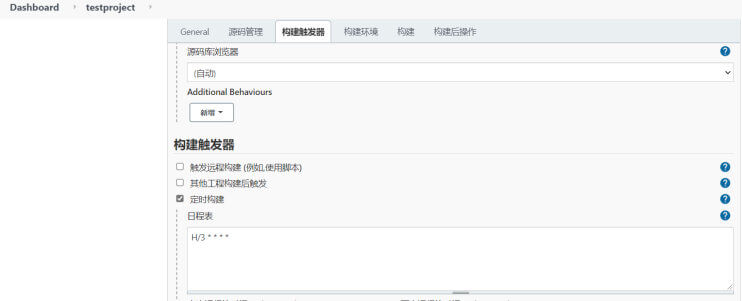 Dashboard testproject
General 源码管理 构建触发器 构建环境 构建 构建后操作
源码库浏览器
(自动)
Additional Behaviours
新增
构建触发器
触发远程构建 (例如,使用脚本)
其他工程构建后触发
定时构建
日程表
H/3 * * * *